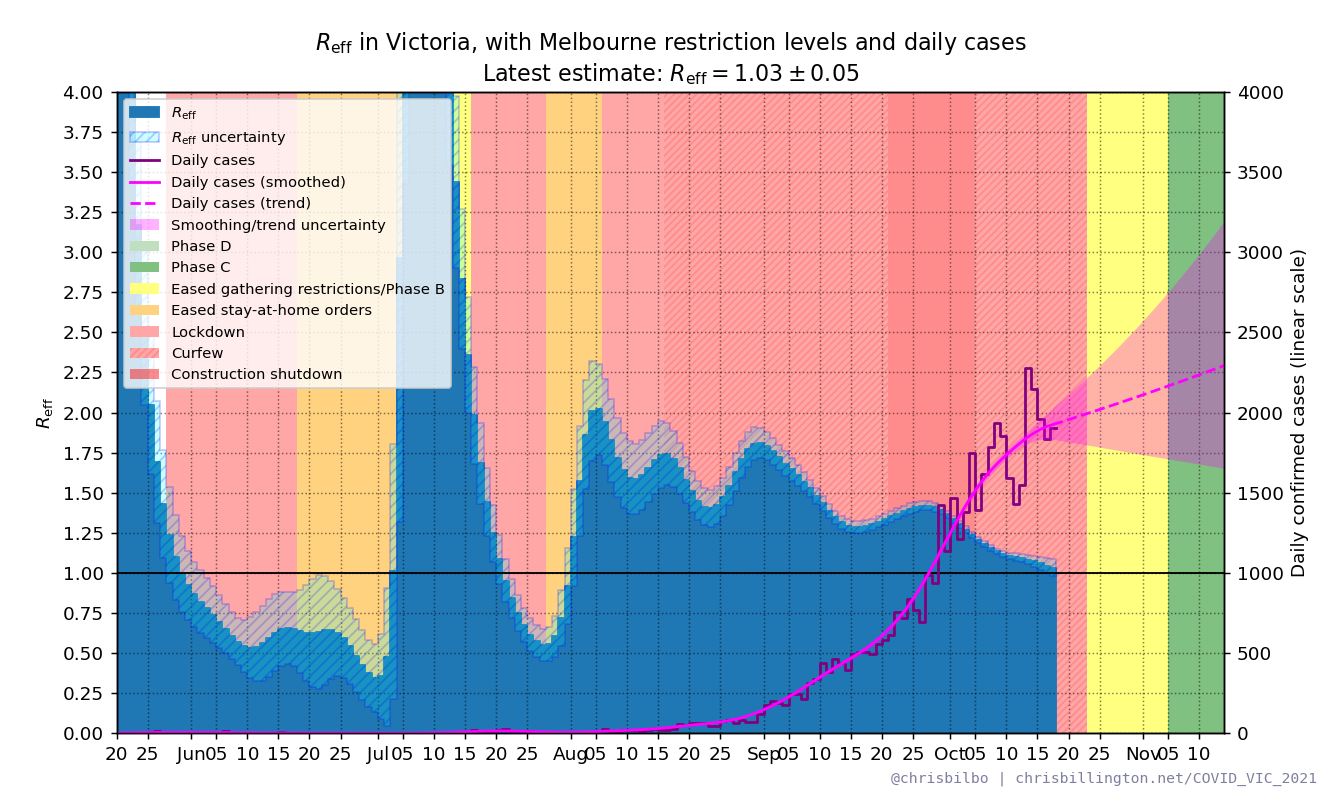 R_eff in Victoria, with Melbourne restriction levels and daily cases
Latest estimate: R_eff = 1.03 ± 0.05
R_eff
R_eff uncertainty
Daily cases
Daily cases (smoothed)
Daily cases (trend)
Smoothing/trend uncertainty
Phase D
Phase C
Eased gathering restrictions/Phase B
Eased stay-at-home orders
Lockdown
Curfew
Construction shutdown
R_eff
4.00
3.75
3.50
3.25
3.00
2.75
2.50
2.25
2.00
1.75
1.50
1.25
1.00
0.75
0.50
0.25
0.00
4000
3500
3000
2500
2000
1500
1000
500
0
Daily confirmed cases (linear scale)
20 25 Jun 05 10 15 20 25 Jul 05 10 15 20 25 Aug 05 10 15 20 25 Sep 05 10 15 20 25 Oct 05 10 15 20 25 Nov 05 10
@chrisbilbo | chrisbillington.net/COVID_VIC_2021